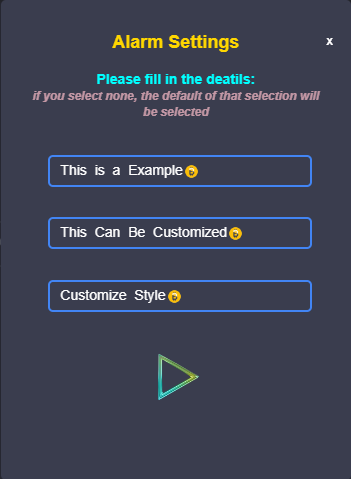 Alarm Settings
x
Please fill in the deatils:
if you select none, the default of that selection will
be selected
This is a Example
This Can Be Customized
Customize Style